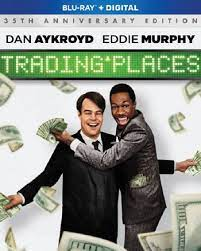 BLU-RAY + DIGITAL
35TH ANNIVERSARY EDITION
DAN AYKROYD EDDIE MURPHY
TRADING PLACES